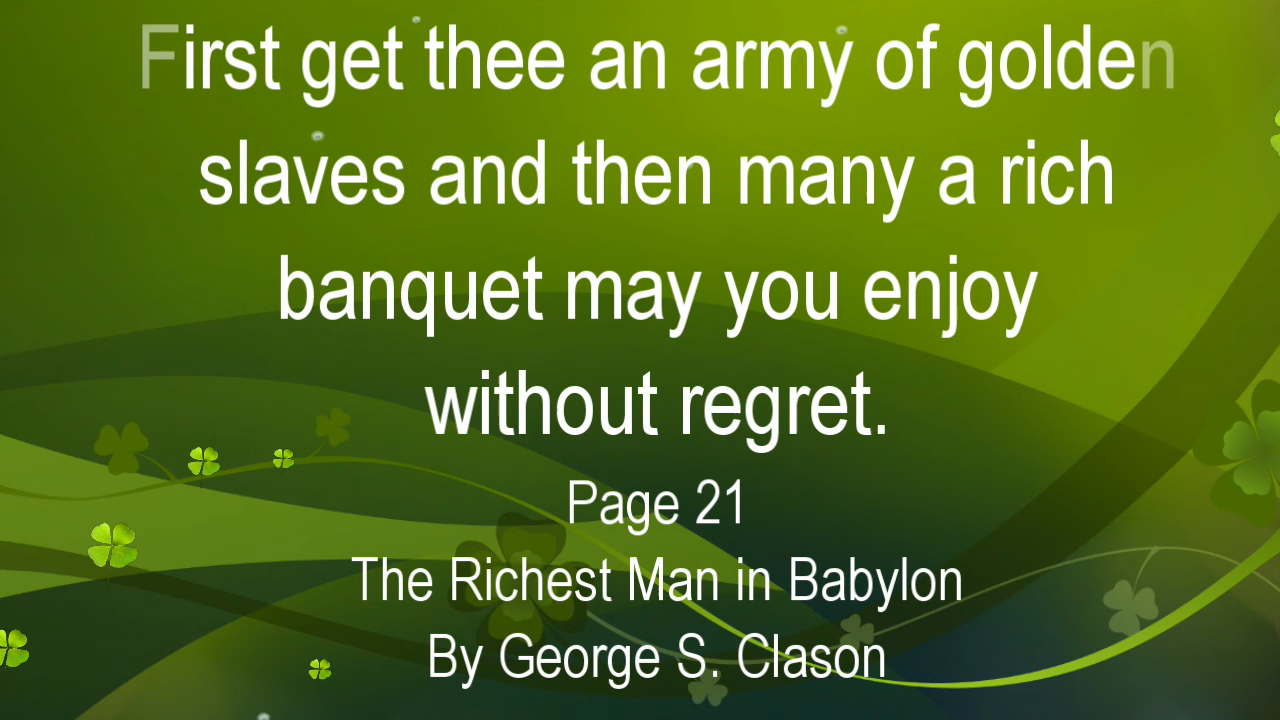 First get thee an army of golden
slaves and then many a rich
banquet may you enjoy
without regret.
Page 21
The Richest Man in Babylon
By George S. Clason